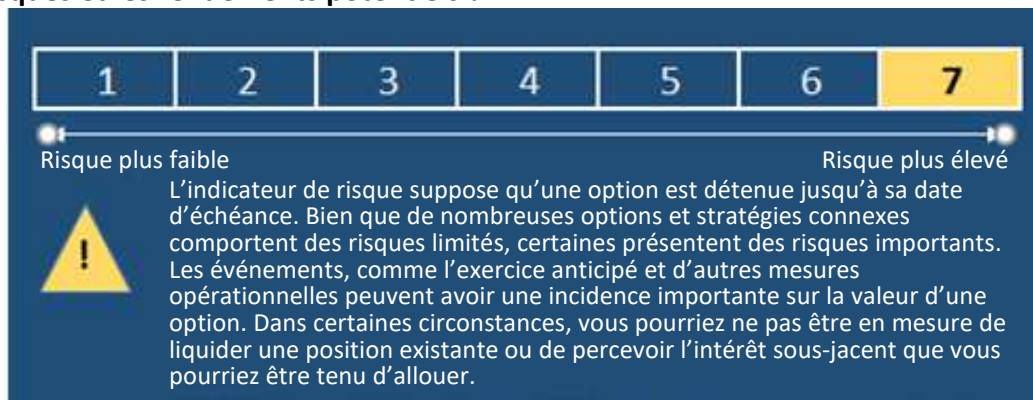 1 2 3 4 5 6 7
Risque plus faible Risque plus élevé
L’indicateur de risque suppose qu’une option est détenue jusqu’à sa date
d’échéance. Bien que de nombreuses options et stratégies connexes
comportent des risques limités, certaines présentent des risques importants.
!
Les événements, comme l’exercice anticipé et d’autres mesures
opérationnelles peuvent avoir une incidence importante sur la valeur d’une
option. Dans certaines circonstances, vous pourriez ne pas être en mesure de
liquider une position existante ou de percevoir l’intérêt sous-jacent que vous
pourriez être tenu d’allouer.